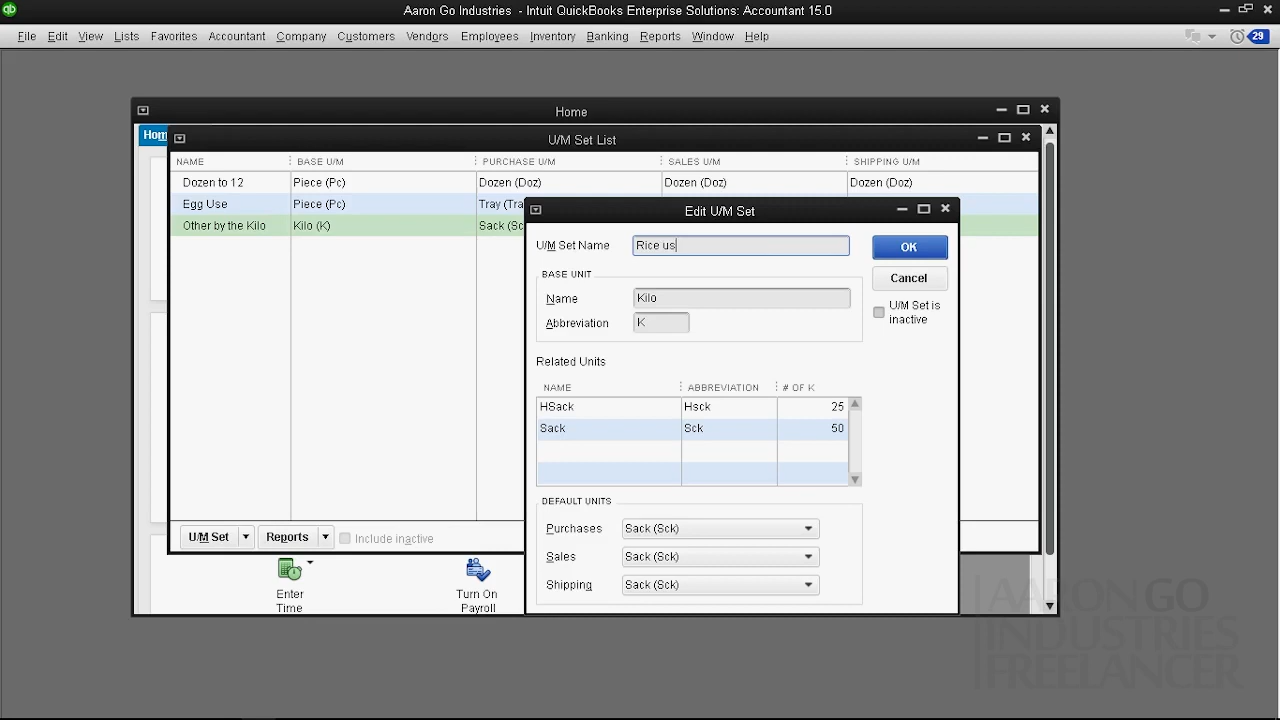 Aaron Go Industries - Intuit QuickBooks Enterprise Solutions: Accountant 15.0
File Edit View Lists Favorites Accountant Company Customers Vendors Employees Inventory Banking Reports Window Help 29
Home
Hom
U/M Set List
NAME BASE U/M PURCHASE U/M SALES U/M SHIPPING U/M
Dozen to 12 Piece (Pc) Dozen (Doz) Dozen (Doz) Dozen (Doz)
Egg Use Piece (Pc) Tray (Tra
Other by the Kilo Kilo (K) Sack (Sc
Edit U/M Set
U/M Set Name Rice us OK
BASE UNIT
Cancel
Name Kilo
U/M Set is
inactive
Abbreviation K
Related Units
NAME ABBREVIATION # OF K
HSack Hsck 25
Sack Sck 50
DEFAULT UNITS
Purchases Sack (Sck)
Sales Sack (Sck)
Shipping Sack (Sck)
U/M Set Reports Include inactive
Enter
Time
Turn On
Payroll
AARON GO
INDUSTRIES
FREELANCER